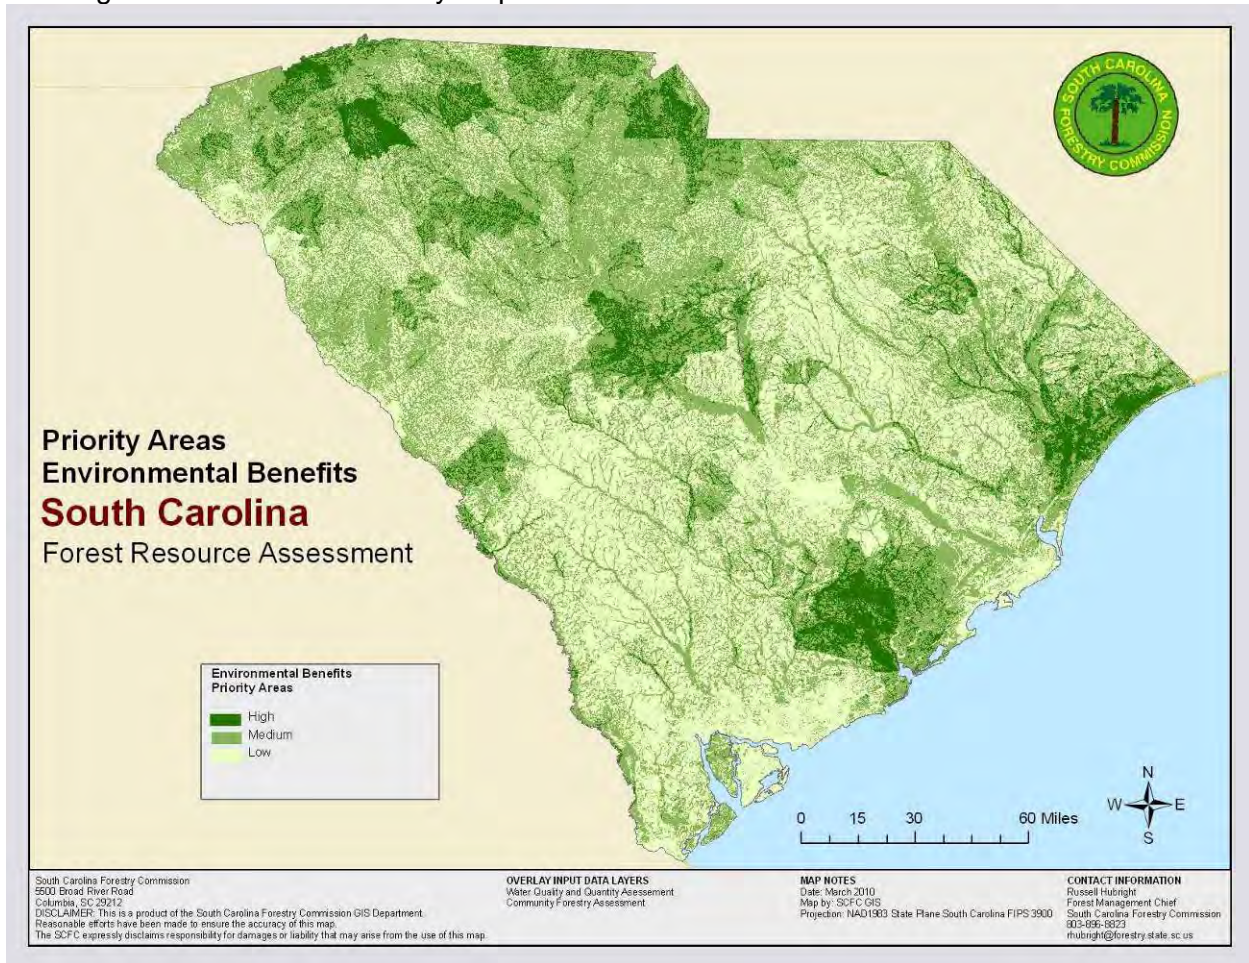 Priority Areas
Environmental Benefits
South Carolina
Forest Resource Assessment
SOUTH CAROLINA
FORESTRY COMMISSION
Environmental Benefits
Priority Areas
High
Medium
Low
N
W E
S
0 15 30 60 Miles
South Carolina Forestry Commission
5500 Broad River Road
Columbia, SC 29212
DISCLAIMER: This is a product of the South Carolina Forestry Commission GIS Department.
Reasonable efforts have been made to ensure the accuracy of this map.
The SCFC expressly disclaims responsibility for damages or liability that may arise from the use of this map.
OVERLAY INPUT DATA LAYERS
Water Quality and Quantity Assessment
Community Forestry Assessment
MAP NOTES
Date: March 2010
Map by: SCFC GIS
Projection: NAD1983 State Plane South Carolina FIPS 3900
CONTACT INFORMATION
Russell Hubright
Forest Management Chief
South Carolina Forestry Commission
803-896-8823
rhubright@forestry.state.sc.us